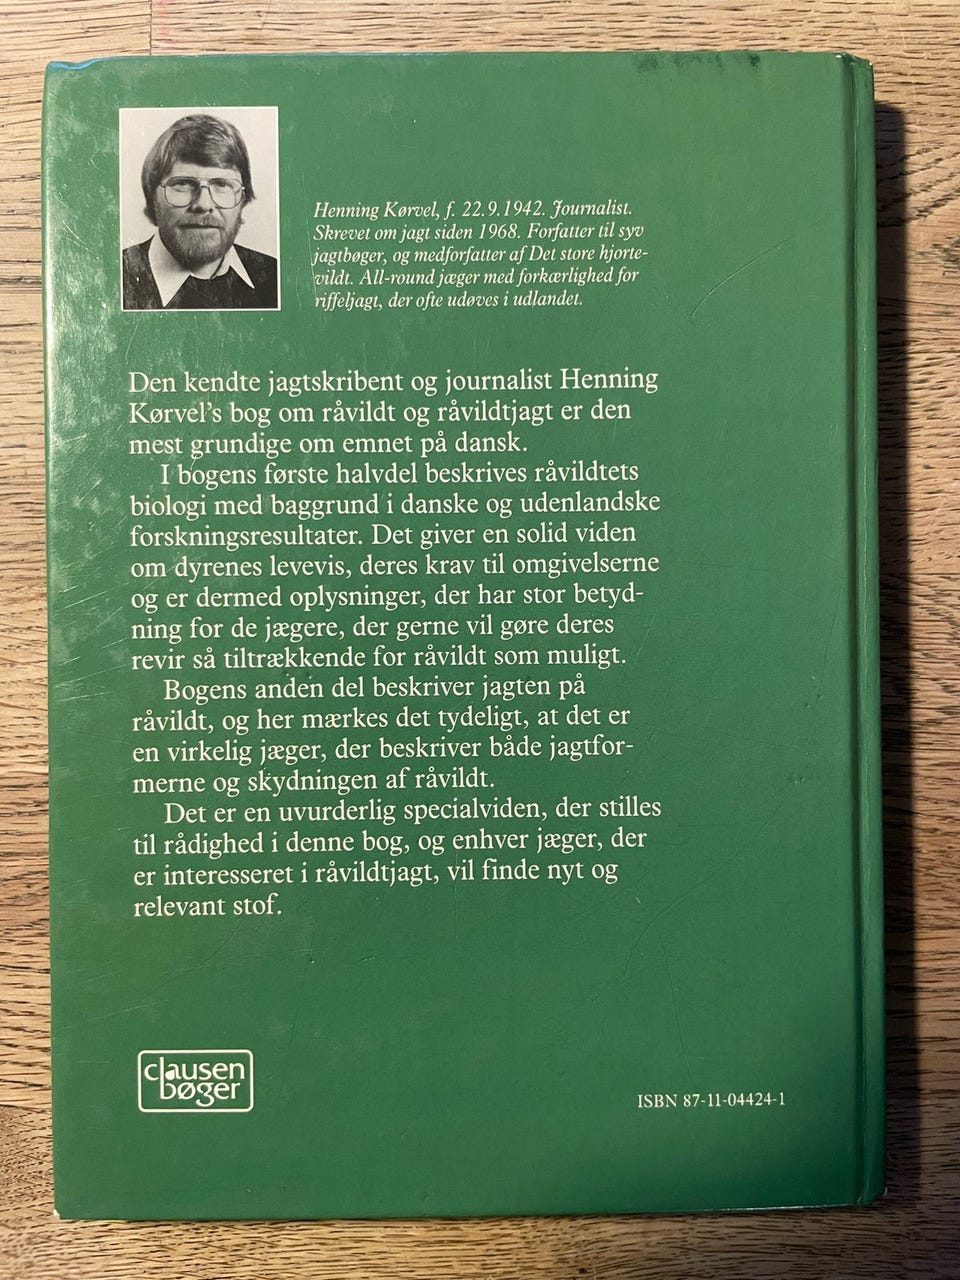 Henning Kørvel, f. 22.9.1942. Journalist.
Skrevet om jagt siden 1968. Forfatter til syv
jagtbøger, og medforfatter af Det store hjorte-
vildt. All-round jæger med forkærlighed for
riffeljagt, der ofte udøves i udlandet.
Den kendte jagtskribent og journalist Henning
Kørvel's bog om råvildt og råvildtjagt er den
mest grundige om emnet på dansk.
I bogens første halvdel beskrives råvildtets
biologi med baggrund i danske og udenlandske
forskningsresultater. Det giver en solid viden
om dyrenes levevis, deres krav til omgivelserne
og er dermed oplysninger, der har stor betyd-
ning for de jægere, der gerne vil gøre deres
revir så tiltrækkende for råvildt som muligt.
Bogens anden del beskriver jagten på
råvildt, og her mærkes det tydeligt, at det er
en virkelig jæger, der beskriver både jagtfor-
merne og skydningen af råvildt.
Det er en uvurderlig specialviden, der stilles
til rådighed i denne bog, og enhver jæger, der
er interesseret i råvildtjagt, vil finde nyt og
relevant stof.
clausen
bøger
ISBN 87-11-04424-1